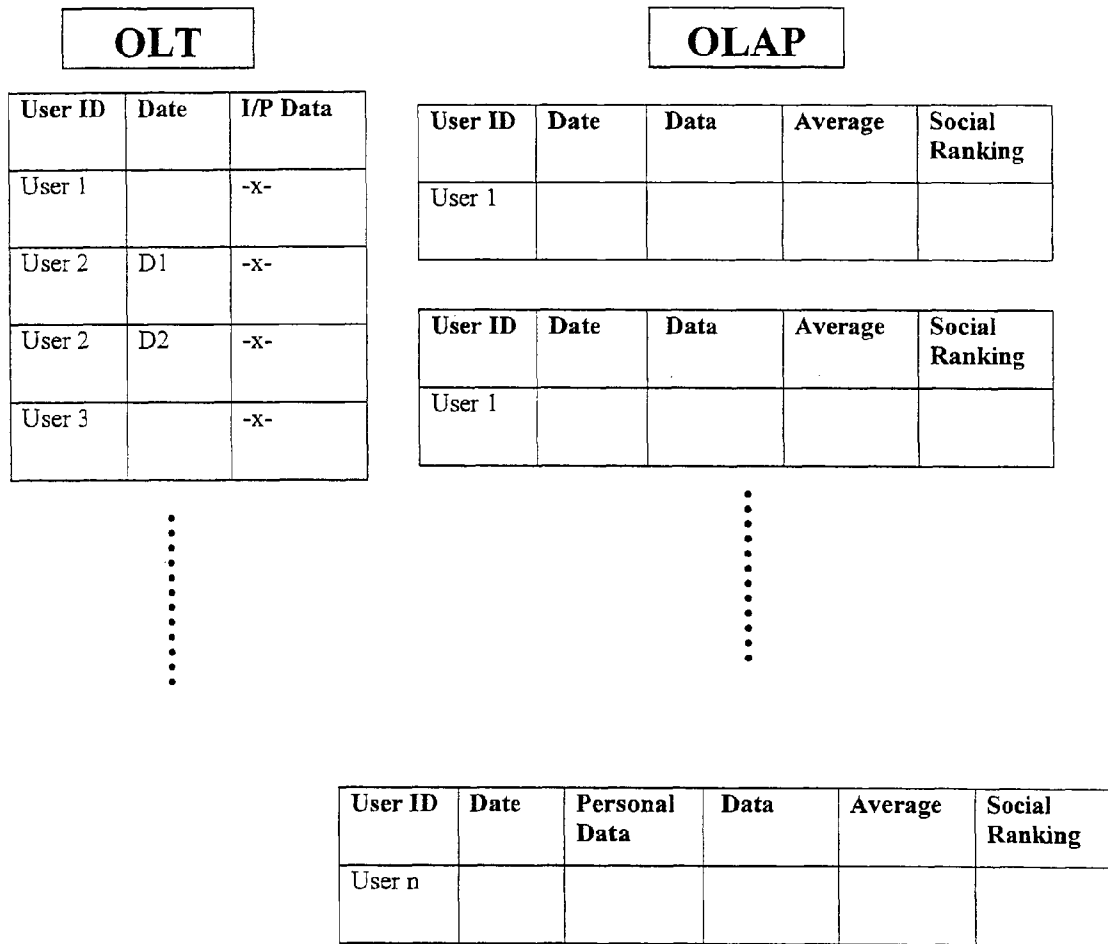 OLT
User ID Date I/P Data
User 1 -x-
User 2 D1 -x-
User 2 D2 -x-
User 3 -x-
OLAP
User ID Date Data Average Social
Ranking
User 1
User ID Date Data Average Social
Ranking
User 1
User ID Date Personal Data Average Social
Data Ranking
User n